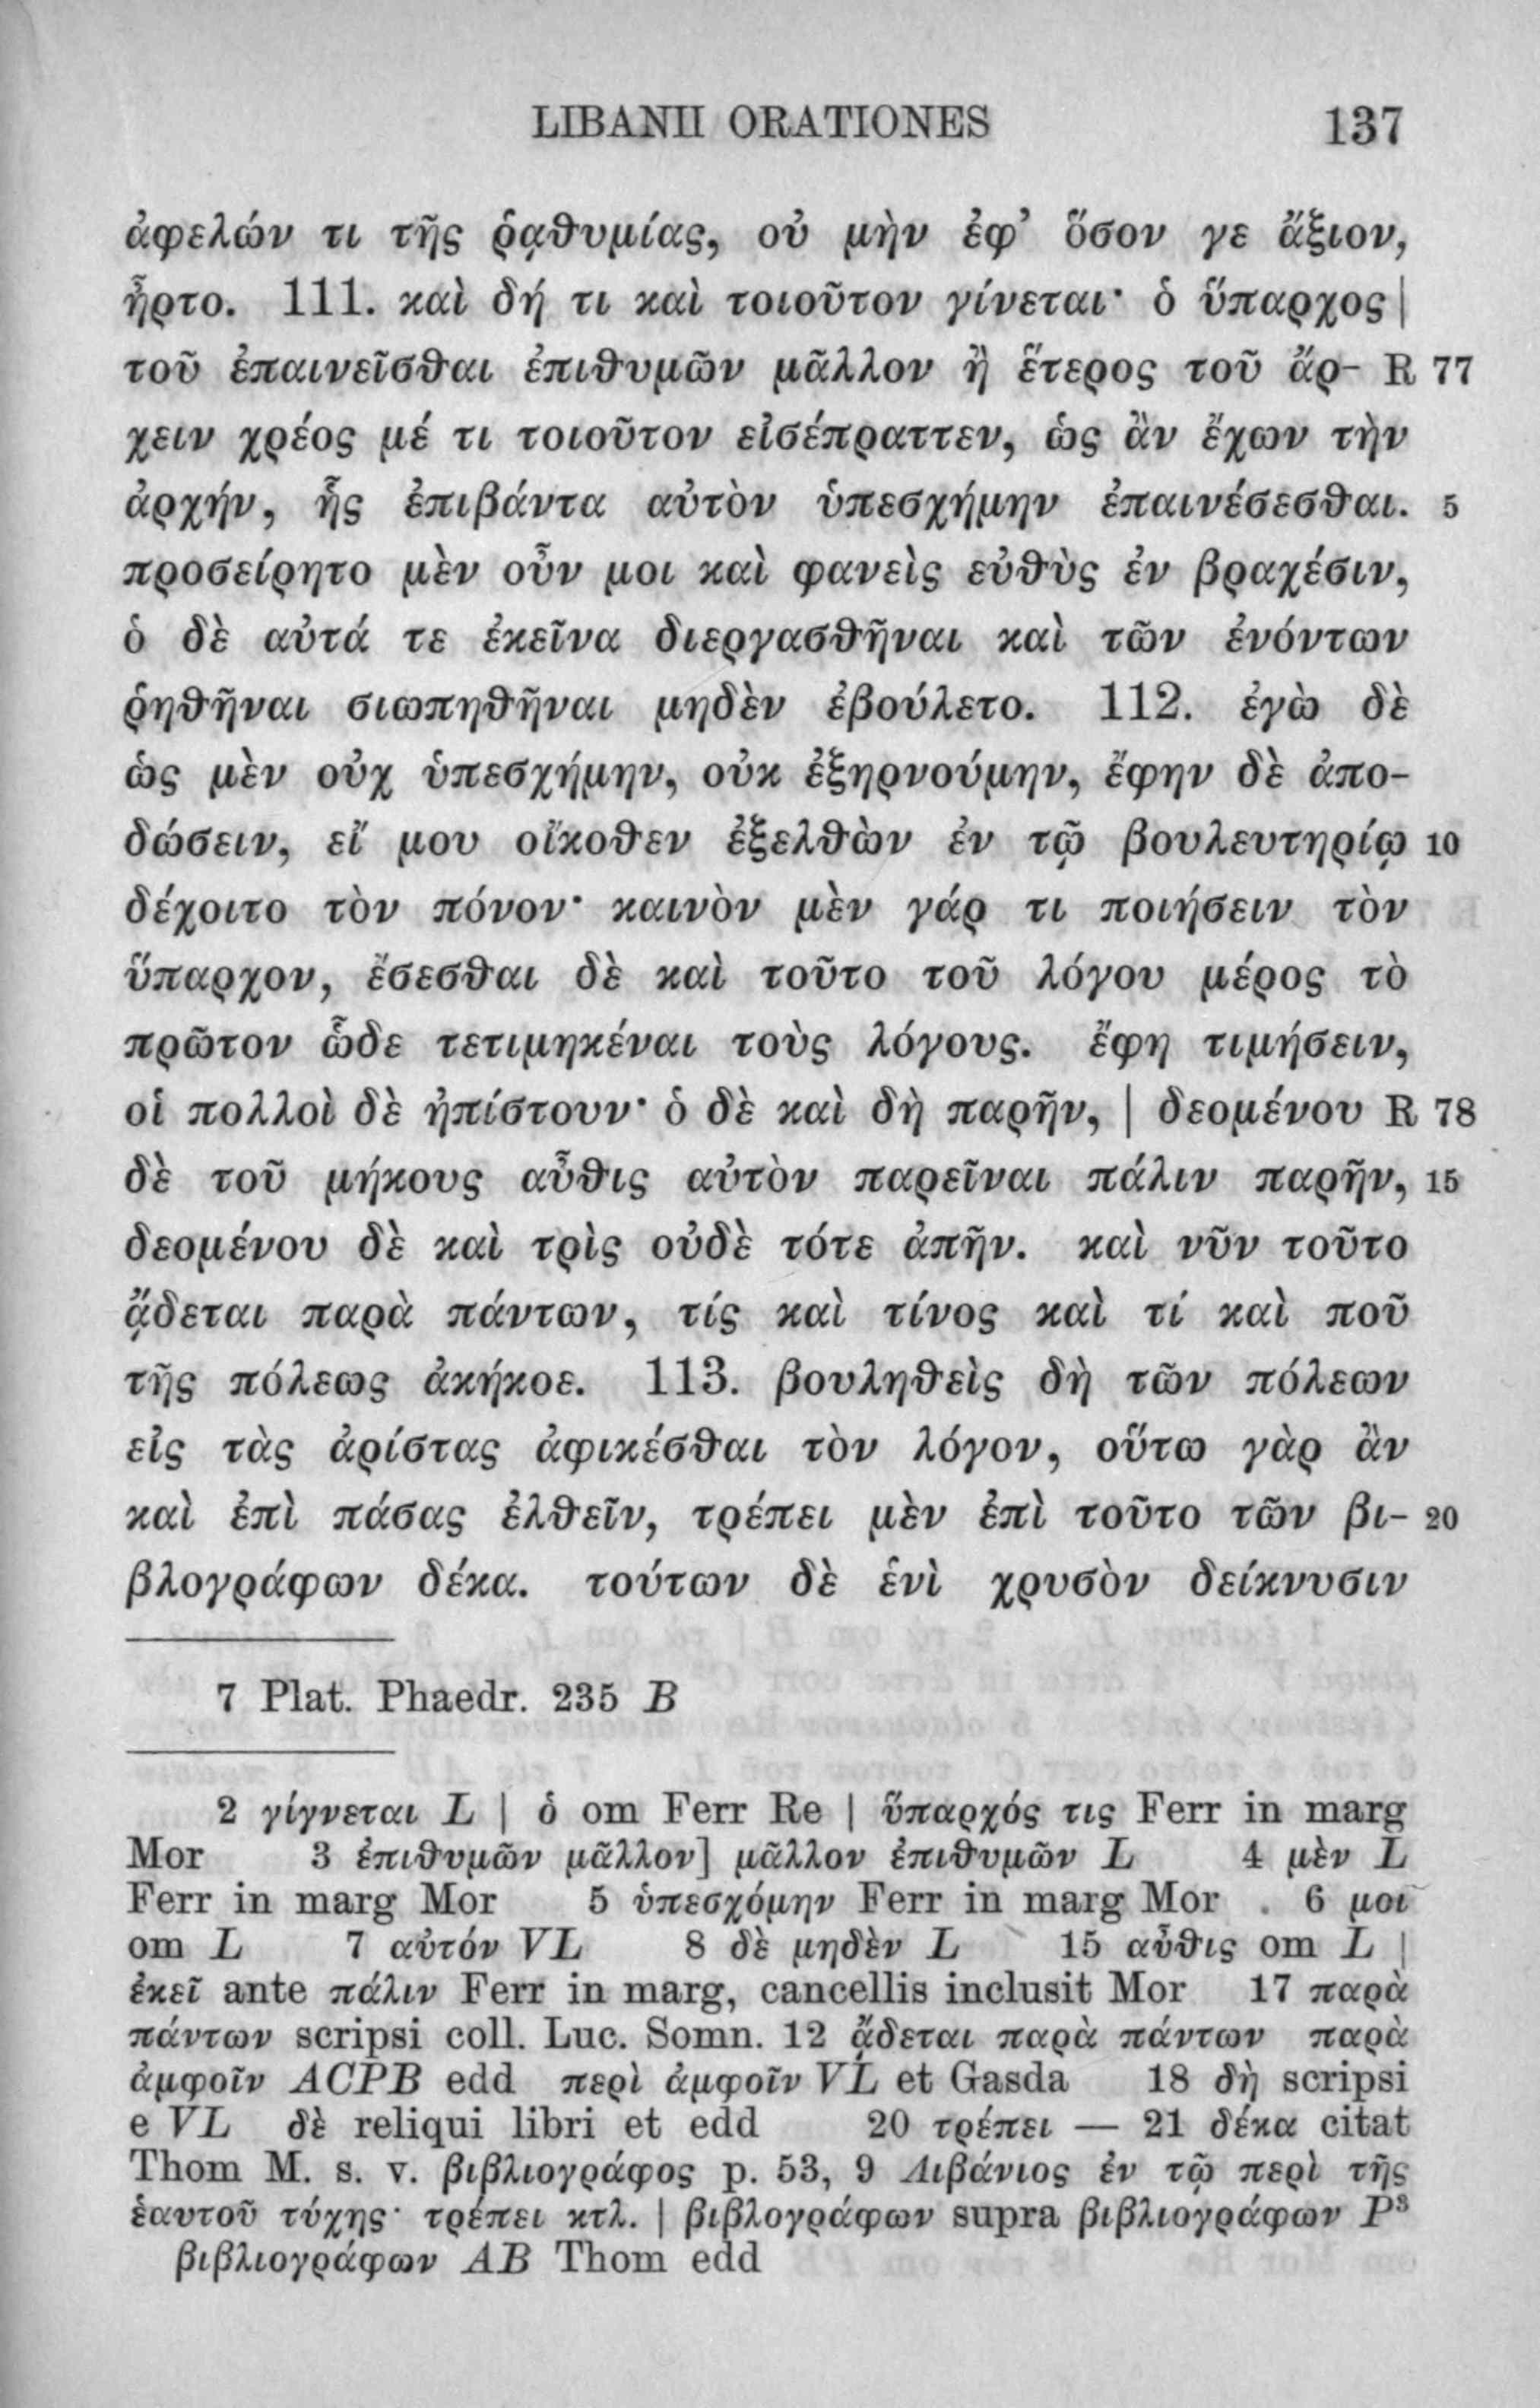 LIBANII ORATIONES 137
ἀφελών τι τῆς ῥᾳθυμίας, οὐ μὴν ἐφ’ ὅσον γε ἄξιον,
ᾖρτο. 111. καὶ δή τι καὶ τοιοῦτον γίνεται· ὁ ὕπαρχος |
τοῦ ἐπαινεῖσθαι ἐπιθυμῶν μᾶλλον ἢ ἕτερος τοῦ ἄρ- R 77
χειν χρέος μέ τι τοιοῦτον εἰσέπραττεν, ὡς ἂν ἔχων τὴν
ἀρχήν, ἧς ἐπιβάντα αὐτὸν ὑπεσχήμην ἐπαινέσεσθαι. 5
προσείρητο μὲν οὖν μοι καὶ φανεὶς εὐθὺς ἐν βραχέσιν,
ὁ δὲ αὐτά τε ἐκεῖνα διεργασθῆναι καὶ τῶν ἐνόντων
ῥηθῆναι σιωπηθῆναι μηδὲν ἐβούλετο. 112. ἐγὼ δὲ
ὡς μὲν οὐχ ὑπεσχήμην, οὐκ ἐξηρνούμην, ἔφην δὲ ἀπο-
δώσειν, εἴ μου οἴκοθεν ἐξελθὼν ἐν τῷ βουλευτηρίῳ 10
δέχοιτο τὸν πόνον· καινὸν μὲν γάρ τι ποιήσειν τὸν
ὕπαρχον, ἔσεσθαι δὲ καὶ τοῦτο τοῦ λόγου μέρος τὸ
πρῶτον ὧδε τετιμηκέναι τοὺς λόγους. ἔφη τιμήσειν,
οἱ πολλοὶ δὲ ἠπίστουν· ὁ δὲ καὶ δὴ παρῆν, | δεομένου R 78
δὲ τοῦ μήκους αὖθις αὐτὸν παρεῖναι πάλιν παρῆν, 15
δεομένου δὲ καὶ τρὶς οὐδὲ τότε ἀπῆν. καὶ νῦν τοῦτο
ᾄδεται παρὰ πάντων, τίς καὶ τίνος καὶ τί καὶ ποῦ
τῆς πόλεως ἀκήκοε. 113. βουληθεὶς δὴ τῶν πόλεων
εἰς τὰς ἀρίστας ἀφικέσθαι τὸν λόγον, οὕτω γὰρ ἂν
καὶ ἐπὶ πάσας ἐλθεῖν, τρέπει μὲν ἐπὶ τοῦτο τῶν βι- 20
βλογράφων δέκα. τούτων δὲ ἑνὶ χρυσὸν δείκνυσιν
7 Plat. Phaedr. 235 B
2 γίγνεται L | ὁ om Ferr Re | ὕπαρχός τις Ferr in marg
Mor 3 ἐπιθυμῶν μᾶλλον] μᾶλλον ἐπιθυμῶν L 4 μὲν L
Ferr in marg Mor 5 ὑπεσχόμην Ferr in marg Mor 6 μοι
om L 7 αὐτόν VL 8 δὲ μηδὲν L 15 αὖθις om L |
ἐκεῖ ante πάλιν Ferr in marg, cancellis inclusit Mor 17 παρὰ
πάντων scripsi coll. Luc. Somn. 12 ᾄδεται παρὰ πάντων παρὰ
ἀμφοῖν ACPB edd περὶ ἀμφοῖν VL et Gasda 18 δὴ scripsi
e VL δὲ reliqui libri et edd 20 τρέπει — 21 δέκα citat
Thom M. s. v. βιβλιογράφος p. 53, 9 Λιβάνιος ἐν τῷ περὶ τῆς
ἑαυτοῦ τύχης· τρέπει κτλ. | βιβλογράφων supra βιβλιογράφων P³
βιβλιογράφων AB Thom edd